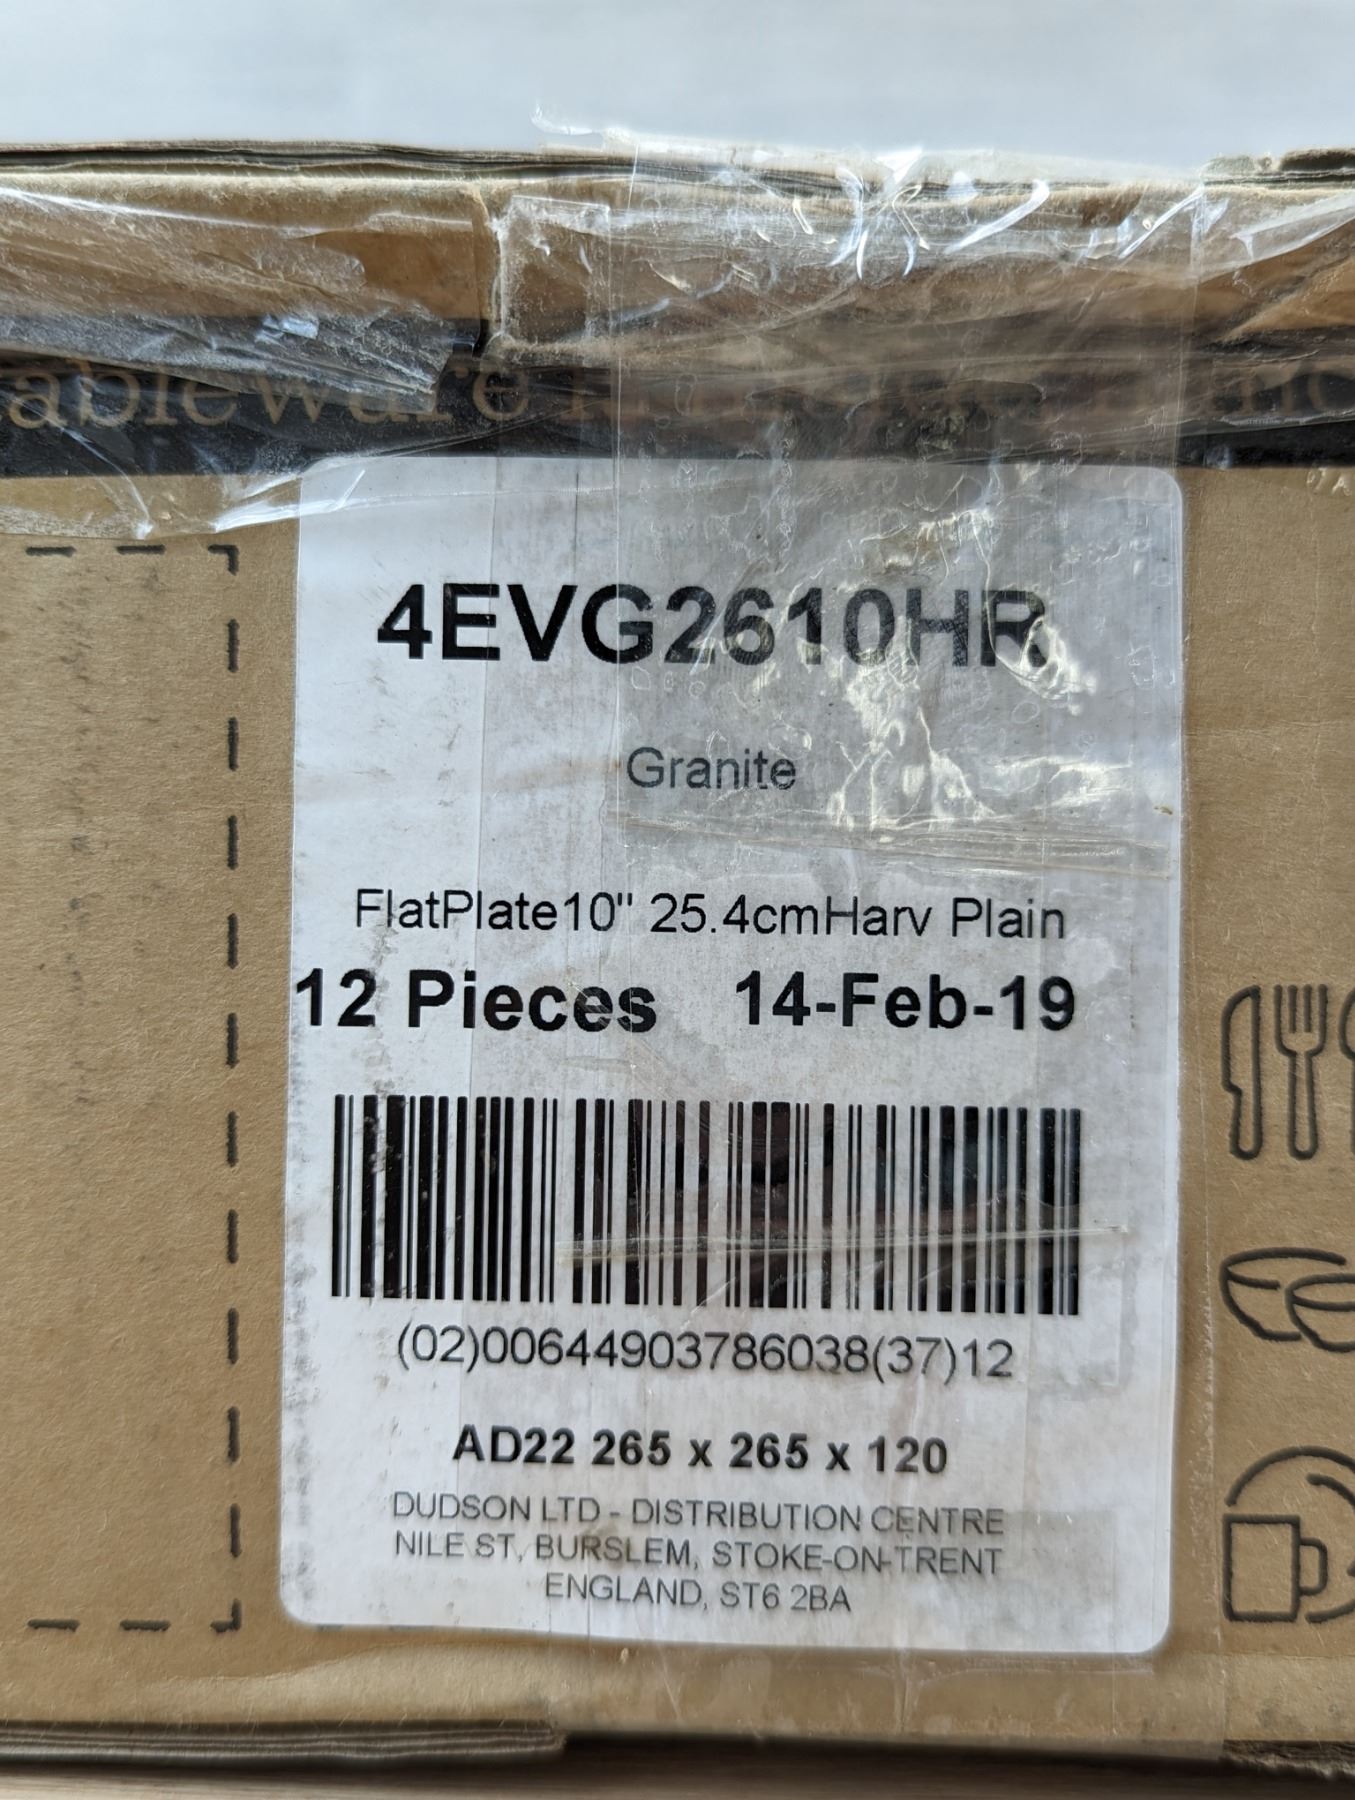 ableware
4EVG2610HR
Granite
FlatPlate10" 25.4cmHarv Plain
12 Pieces 14-Feb-19
(02)00644903786038(37)12
AD22 265 x 265 x 120
DUDSON LTD - DISTRIBUTION CENTRE
NILE ST, BURSLEM, STOKE-ON-TRENT
ENGLAND, ST6 2BA